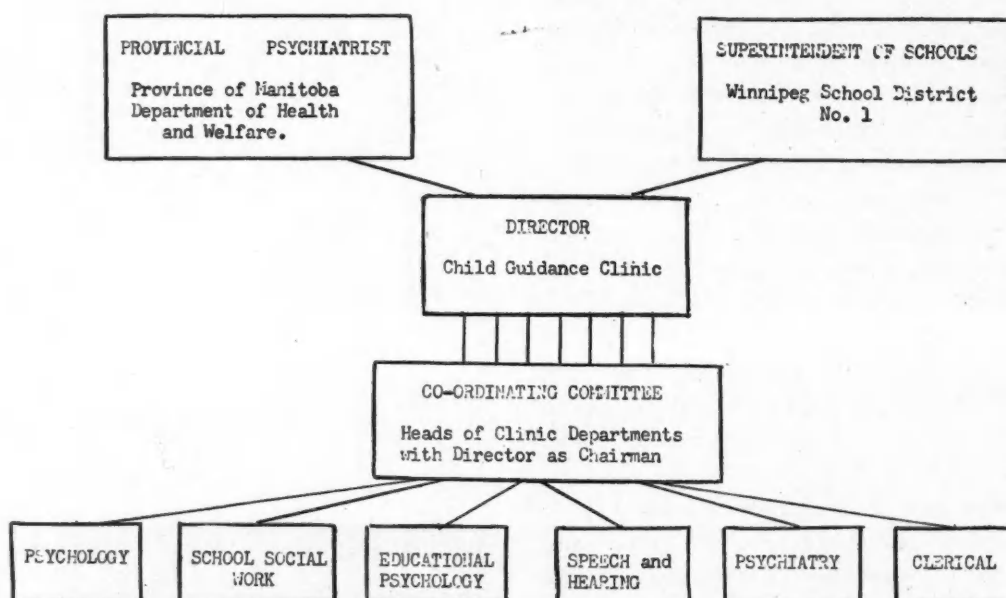 PROVINCIAL PSYCHIATRIST
Province of Manitoba
Department of Health
and Welfare.
SUPERINTENDENT OF SCHOOLS
Winnipeg School District
No. 1
DIRECTOR
Child Guidance Clinic
CO-ORDINATING COMMITTEE
Heads of Clinic Departments
with Director as Chairman
PSYCHOLOGY
SCHOOL SOCIAL
WORK
EDUCATIONAL
PSYCHOLOGY
SPEECH and
HEARING
PSYCHIATRY
CLERICAL